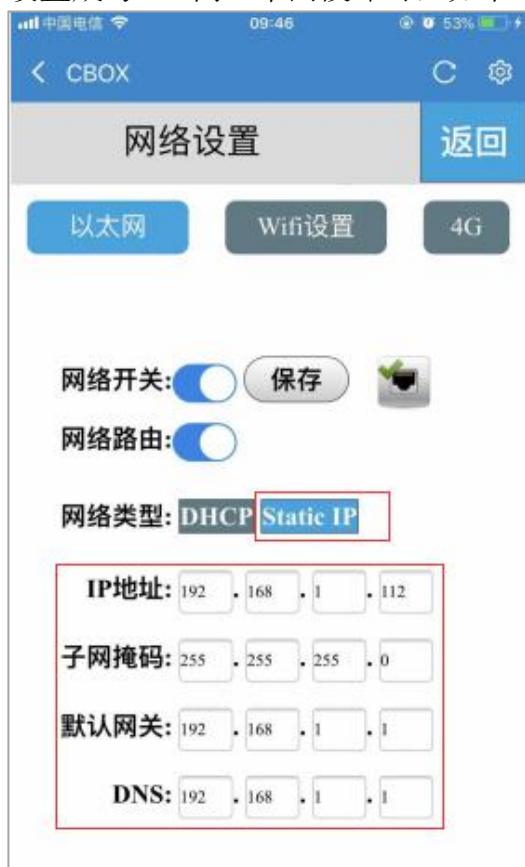 中国电信 09:46 53%
CBOX
网络设置 返回
以太网 Wifi设置 4G
网络开关: 保存
网络路由:
网络类型: DHCP Static IP
IP地址: 192 . 168 . 1 . 112
子网掩码: 255 . 255 . 255 . 0
默认网关: 192 . 168 . 1 . 1
DNS: 192 . 168 . 1 . 1